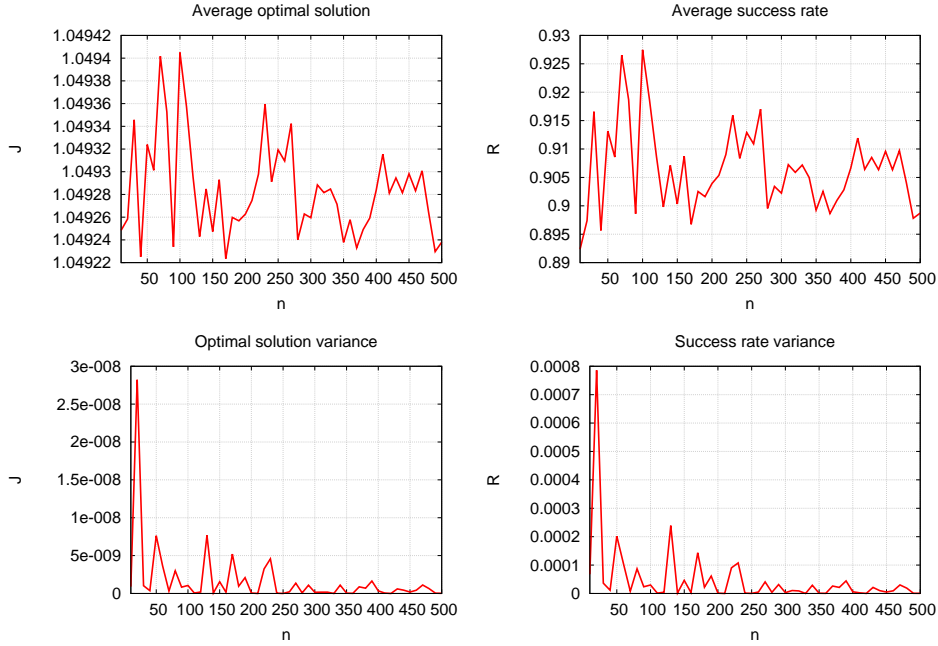 Average optimal solution
1.04942
1.0494
1.04938
1.04936
1.04934
1.04932
1.0493
1.04928
1.04926
1.04924
1.04922
J
50 100 150 200 250 300 350 400 450 500
n
Average success rate
0.93
0.925
0.92
0.915
0.91
0.905
0.9
0.895
0.89
R
50 100 150 200 250 300 350 400 450 500
n
Optimal solution variance
3e-008
2.5e-008
2e-008
1.5e-008
1e-008
5e-009
0
J
50 100 150 200 250 300 350 400 450 500
n
Success rate variance
0.0008
0.0007
0.0006
0.0005
0.0004
0.0003
0.0002
0.0001
0
R
50 100 150 200 250 300 350 400 450 500
n